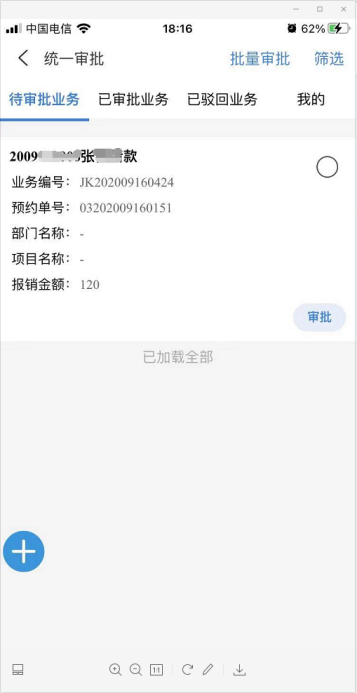 中国电信 18:16 62%
统一审批 批量审批 筛选
待审批业务 已审批业务 已驳回业务 我的
2009 张 款
业务编号： JK202009160424
预约单号： 03202009160151
部门名称： -
项目名称： -
报销金额： 120
审批
已加载全部
1:1